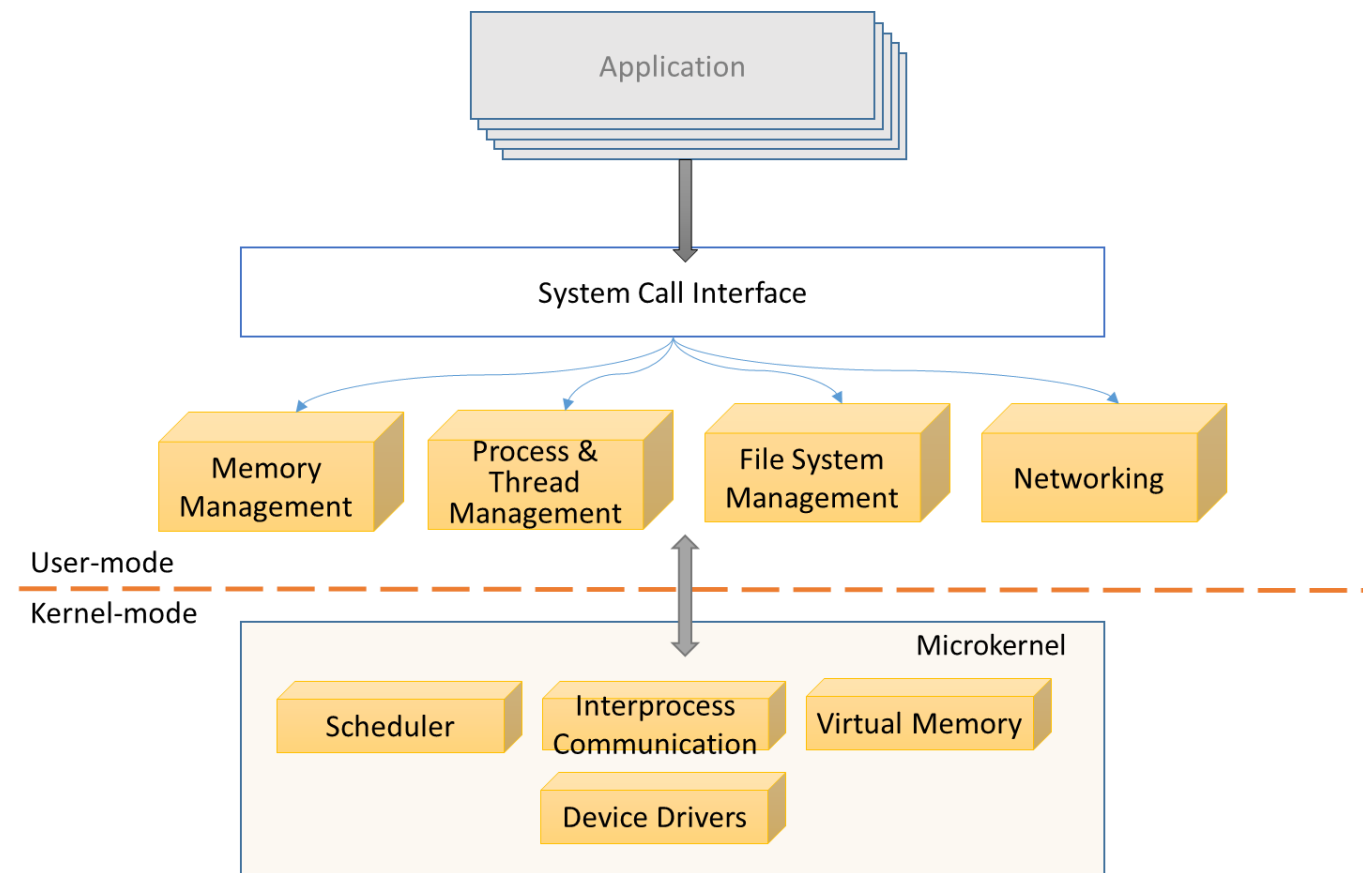 Application
System Call Interface
Memory
Management
Process &
Thread
Management
File System
Management
Networking
User-mode
Kernel-mode
Microkernel
Scheduler
Interprocess
Communication
Virtual Memory
Device Drivers